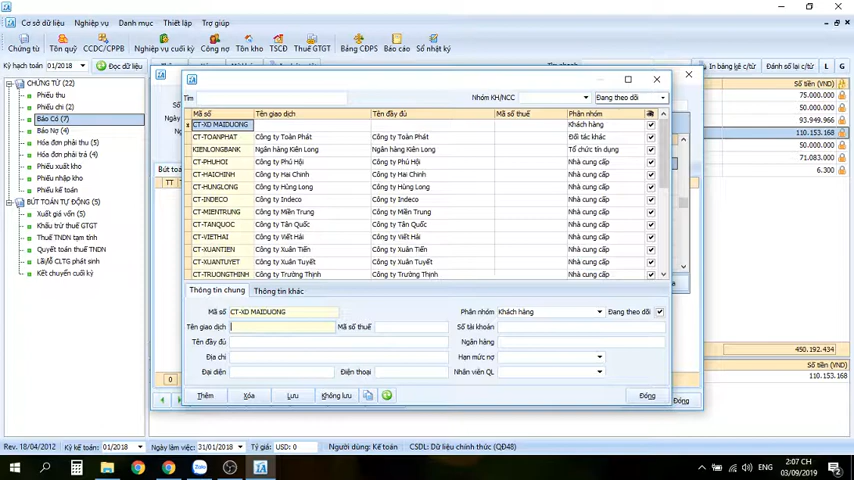 Cơ sở dữ liệu Nghiệp vụ Danh mục Thiết lập Trợ giúp
Chứng từ Tồn quỹ CCDC/CPPB Nghiệp vụ cuối kỳ Công nợ Tồn kho TSCĐ Thuế GTGT Bảng CĐPS Báo cáo Sổ nhật ký
Kỳ hạch toán 01/2018 Đọc dữ liệu In bảng kê c/từ Đánh số lại c/từ L G
CHỨNG TỪ (22)
Phiếu thu
Phiếu chi (2)
Báo Có (7)
Báo Nợ (4)
Hóa đơn phải thu (5)
Hóa đơn phải trả (4)
Phiếu xuất kho
Phiếu nhập kho
Phiếu kế toán
BÚT TOÁN TỰ ĐỘNG (5)
Xuất giá vốn (5)
Khấu trừ thuế GTGT
Thuế TNDN tạm tính
Quyết toán thuế TNDN
Lãi/lỗ CLTG phát sinh
Kết chuyển cuối kỳ
Bút toán
TT
0
Tìm Nhóm KH/NCC Đang theo dõi
Mã số Tên giao dịch Tên đầy đủ Mã số thuế Phân nhóm
CT-XD MAIDUONG Khách hàng
CT-TOANPHAT Công ty Toàn Phát Công ty Toàn Phát Đối tác khác
KIENLONGBANK Ngân hàng Kiên Long Ngân hàng Kiên Long Tổ chức tín dụng
CT-PHUHOI Công ty Phú Hội Công ty Phú Hội Nhà cung cấp
CT-HAICHINH Công ty Hai Chinh Công ty Hai Chinh Nhà cung cấp
CT-HUNGLONG Công ty Hùng Long Công ty Hùng Long Nhà cung cấp
CT-INDECO Công ty Indeco Công ty Indeco Nhà cung cấp
CT-MIENTRUNG Công ty Miền Trung Công ty Miền Trung Nhà cung cấp
CT-TANQUOC Công ty Tân Quốc Công ty Tân Quốc Nhà cung cấp
CT-VIETHAI Công ty Việt Hải Công ty Việt Hải Nhà cung cấp
CT-XUANTIEN Công ty Xuân Tiến Công ty Xuân Tiến Nhà cung cấp
CT-XUANTUYET Công ty Xuân Tuyết Công ty Xuân Tuyết Nhà cung cấp
CT-TRUONGTHINH Công ty Trường Thịnh Công ty Trường Thịnh Nhà cung cấp
Thông tin chung Thông tin khác
Mã số CT-XD MAIDUONG Phân nhóm Khách hàng Đang theo dõi
Tên giao dịch Mã số thuế Số tài khoản
Tên đầy đủ Ngân hàng
Địa chỉ Hạn mức nợ
Đại diện Điện thoại Nhân viên QL
Thêm Xóa Lưu Không lưu Đóng
Đóng
Số tiền (VND)
75.000.000
50.000.000
93.949.966
110.153.168
50.000.000
71.083.000
6.300
450.192.434
Số tiền (VND)
110.153.168
Rev. 18/04/2012 Kỳ kế toán: 01/2018 Ngày làm việc: 31/01/2018 Tỷ giá: USD: 0 Người dùng: Kế toán CSDL: Dữ liệu chính thức (QĐ48)
Zalo
ENG
2:07 CH
03/09/2019